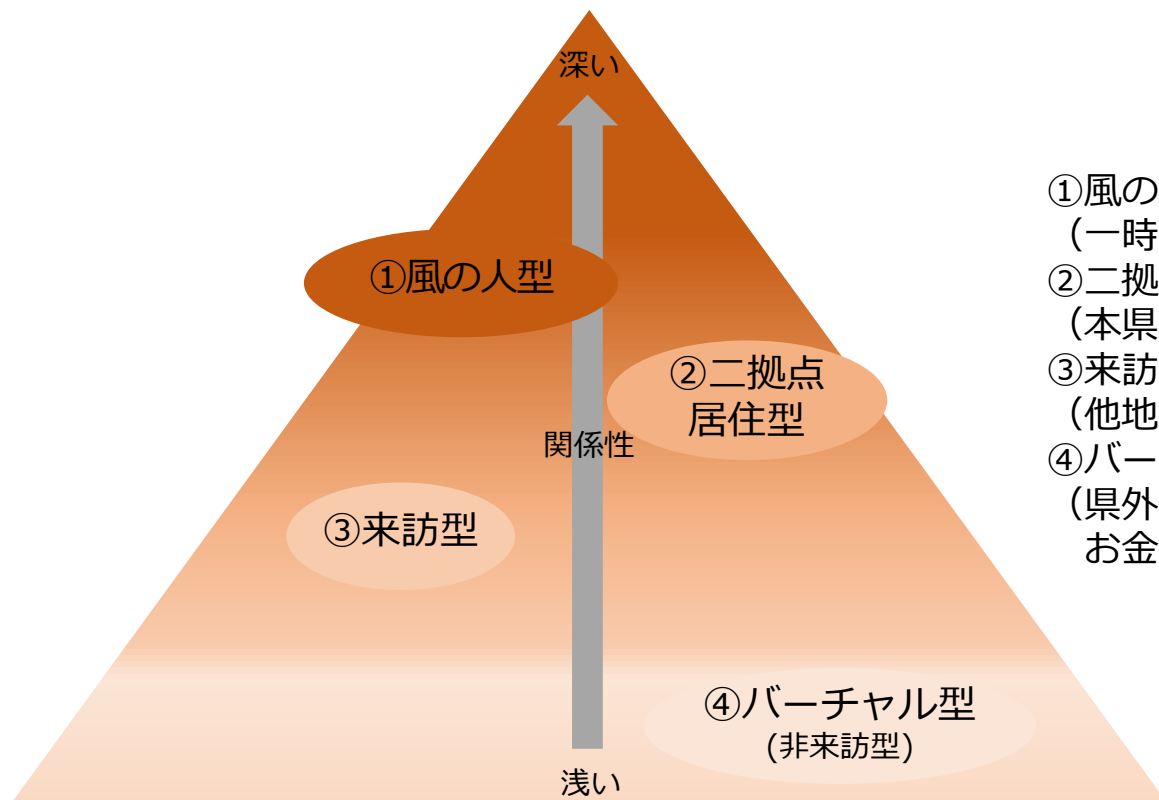 深い
①風の人型
②二拠点
居住型
関係性
③来訪型
④バーチャル型
(非来訪型)
浅い
①風の
（一時
②二拠
（本県
③来訪
（他地
④バー
（県外
お金